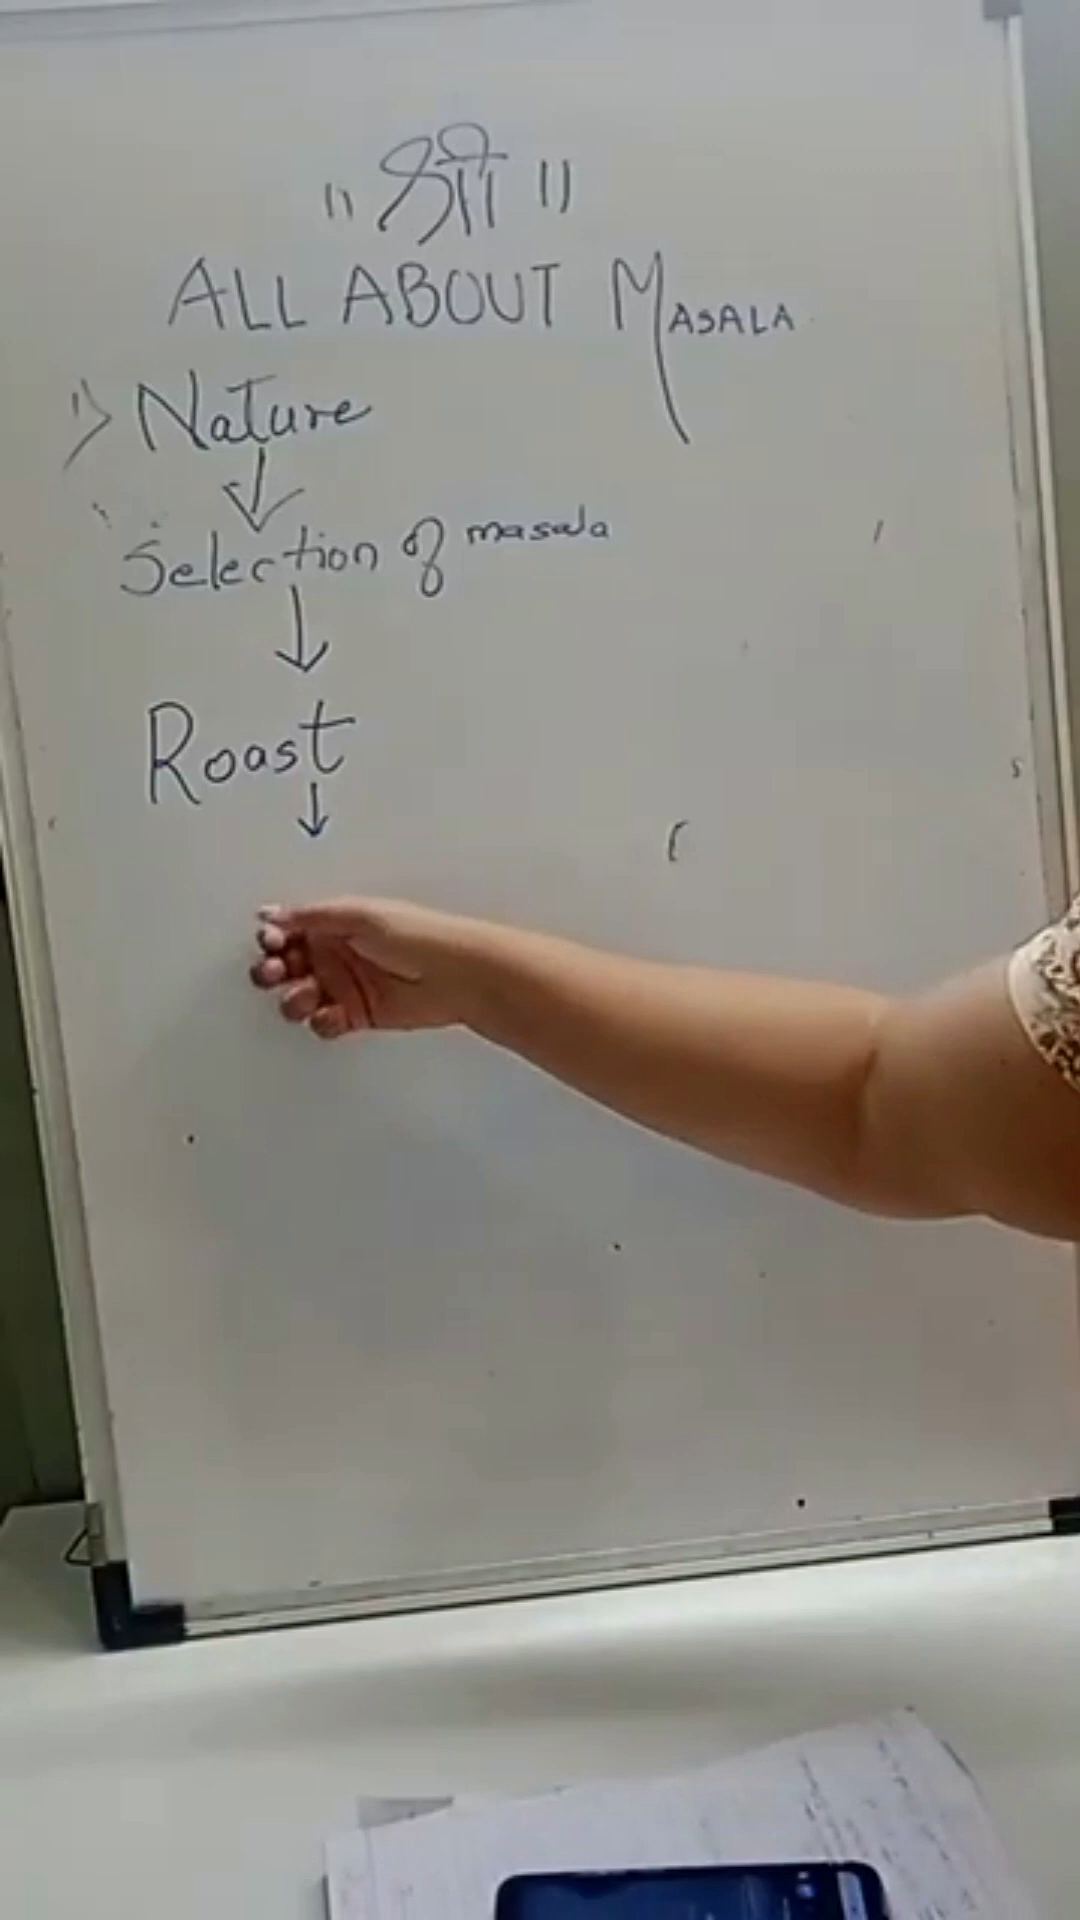 ॥ श्री ॥
ALL ABOUT MASALA
1> Nature
↓
Selection of masala
↓
Roast
↓